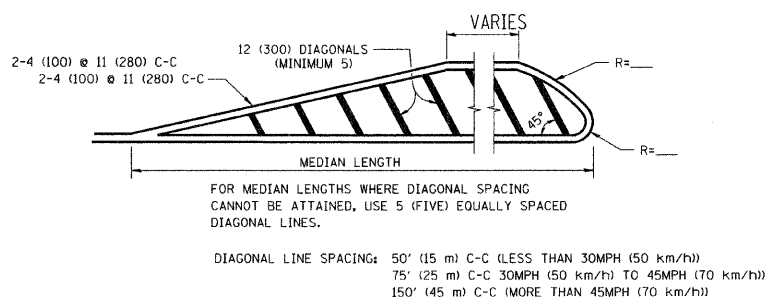 VARIES
2-4 (100) @ 11 (280) C-C
2-4 (100) @ 11 (280) C-C
12 (300) DIAGONALS
(MINIMUM 5)
R=___
45°
R=___
MEDIAN LENGTH
FOR MEDIAN LENGTHS WHERE DIAGONAL SPACING
CANNOT BE ATTAINED, USE 5 (FIVE) EQUALLY SPACED
DIAGONAL LINES.
DIAGONAL LINE SPACING: 50' (15 m) C-C (LESS THAN 30MPH (50 km/h))
75' (25 m) C-C 30MPH (50 km/h) TO 45MPH (70 km/h))
150' (45 m) C-C (MORE THAN 45MPH (70 km/h))